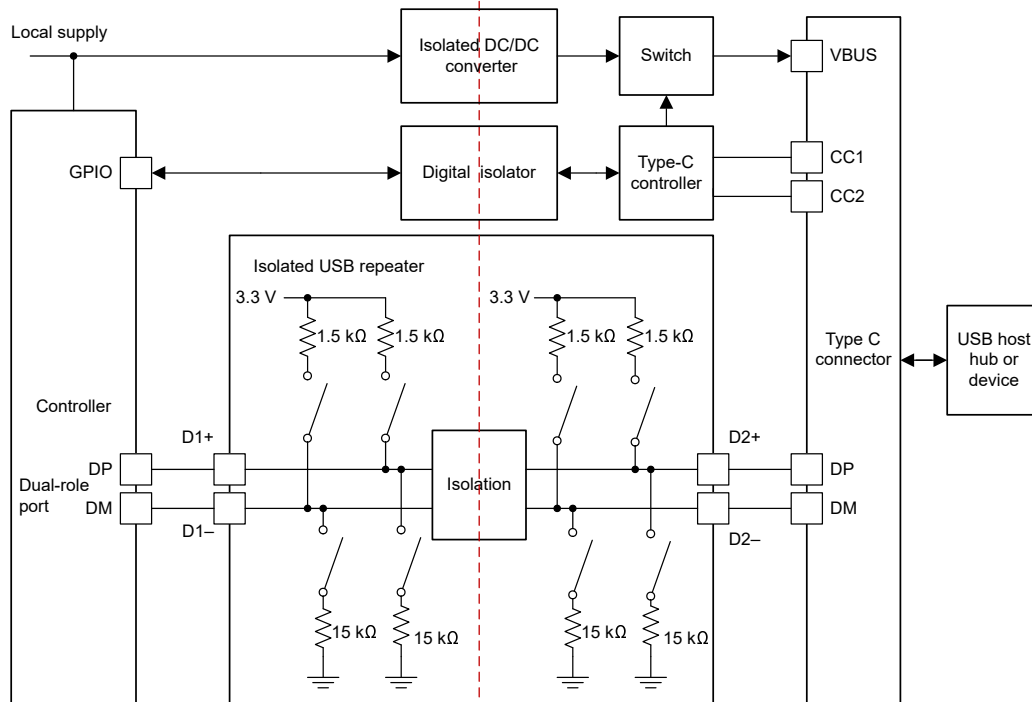 Local supply
Isolated DC/DC
converter
Switch
VBUS
GPIO
Digital isolator
Type-C
controller
CC1
CC2
Isolated USB repeater
3.3 V
3.3 V
1.5 kΩ
1.5 kΩ
1.5 kΩ
1.5 kΩ
Type C
connector
USB host
hub or
device
Controller
D1+
D2+
DP
Dual-role
port
DM
Isolation
DP
DM
D1–
D2–
15 kΩ
15 kΩ
15 kΩ
15 kΩ